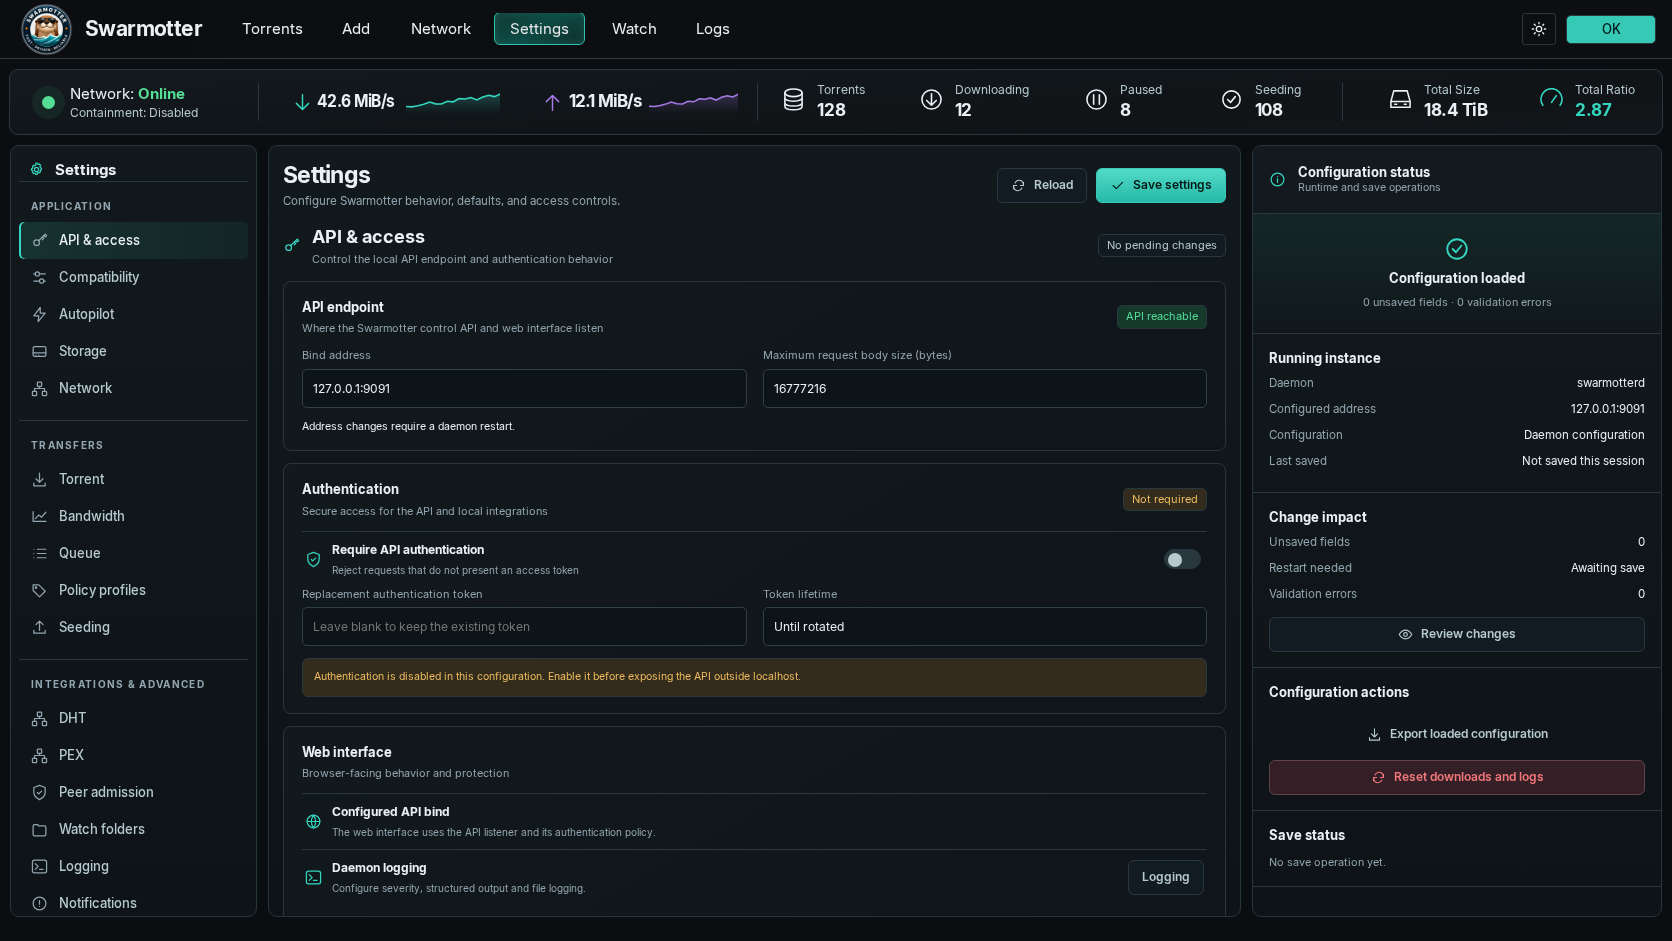 Swarmotter
Torrents
Add
Network
Settings
Watch
Logs
OK
Network: Online
Containment: Disabled
42.6 MiB/s
12.1 MiB/s
Torrents
128
Downloading
12
Paused
8
Seeding
108
Total Size
18.4 TiB
Total Ratio
2.87
Settings
APPLICATION
API & access
Compatibility
Autopilot
Storage
Network
TRANSFERS
Torrent
Bandwidth
Queue
Policy profiles
Seeding
INTEGRATIONS & ADVANCED
DHT
PEX
Peer admission
Watch folders
Logging
Notifications
Settings
Configure Swarmotter behavior, defaults, and access controls.
Reload
Save settings
API & access
Control the local API endpoint and authentication behavior
No pending changes
API endpoint
Where the Swarmotter control API and web interface listen
API reachable
Bind address
127.0.0.1:9091
Maximum request body size (bytes)
16777216
Address changes require a daemon restart.
Authentication
Secure access for the API and local integrations
Not required
Require API authentication
Reject requests that do not present an access token
Replacement authentication token
Leave blank to keep the existing token
Token lifetime
Until rotated
Authentication is disabled in this configuration. Enable it before exposing the API outside localhost.
Web interface
Browser-facing behavior and protection
Configured API bind
The web interface uses the API listener and its authentication policy.
Daemon logging
Configure severity, structured output and file logging.
Logging
Configuration status
Runtime and save operations
Configuration loaded
0 unsaved fields · 0 validation errors
Running instance
Daemon
swarmotterd
Configured address
127.0.0.1:9091
Configuration
Daemon configuration
Last saved
Not saved this session
Change impact
Unsaved fields
0
Restart needed
Awaiting save
Validation errors
0
Review changes
Configuration actions
Export loaded configuration
Reset downloads and logs
Save status
No save operation yet.